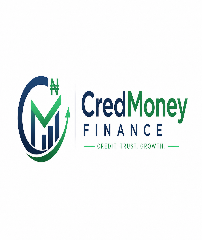 ₦
CredMoney
FINANCE
CREDIT. TRUST. GROWTH